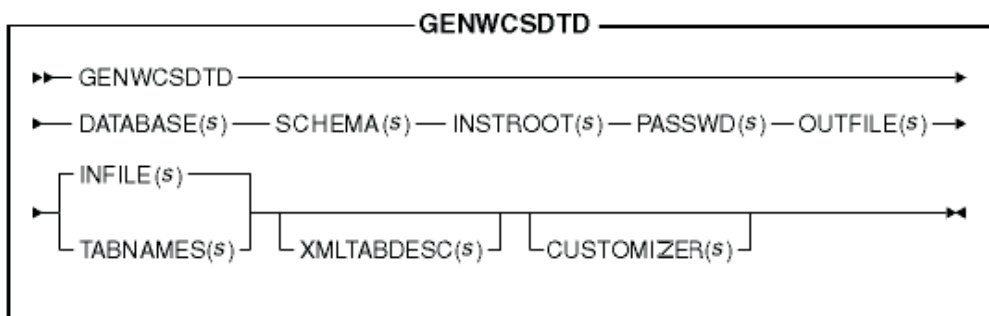 GENWCSDTD
GENWCSDTD
DATABASE(s) SCHEMA(s) INSTROOT(s) PASSWD(s) OUTFILE(s)
INFILE(s)
TABNAMES(s) XMLTABDESC(s) CUSTOMIZER(s)